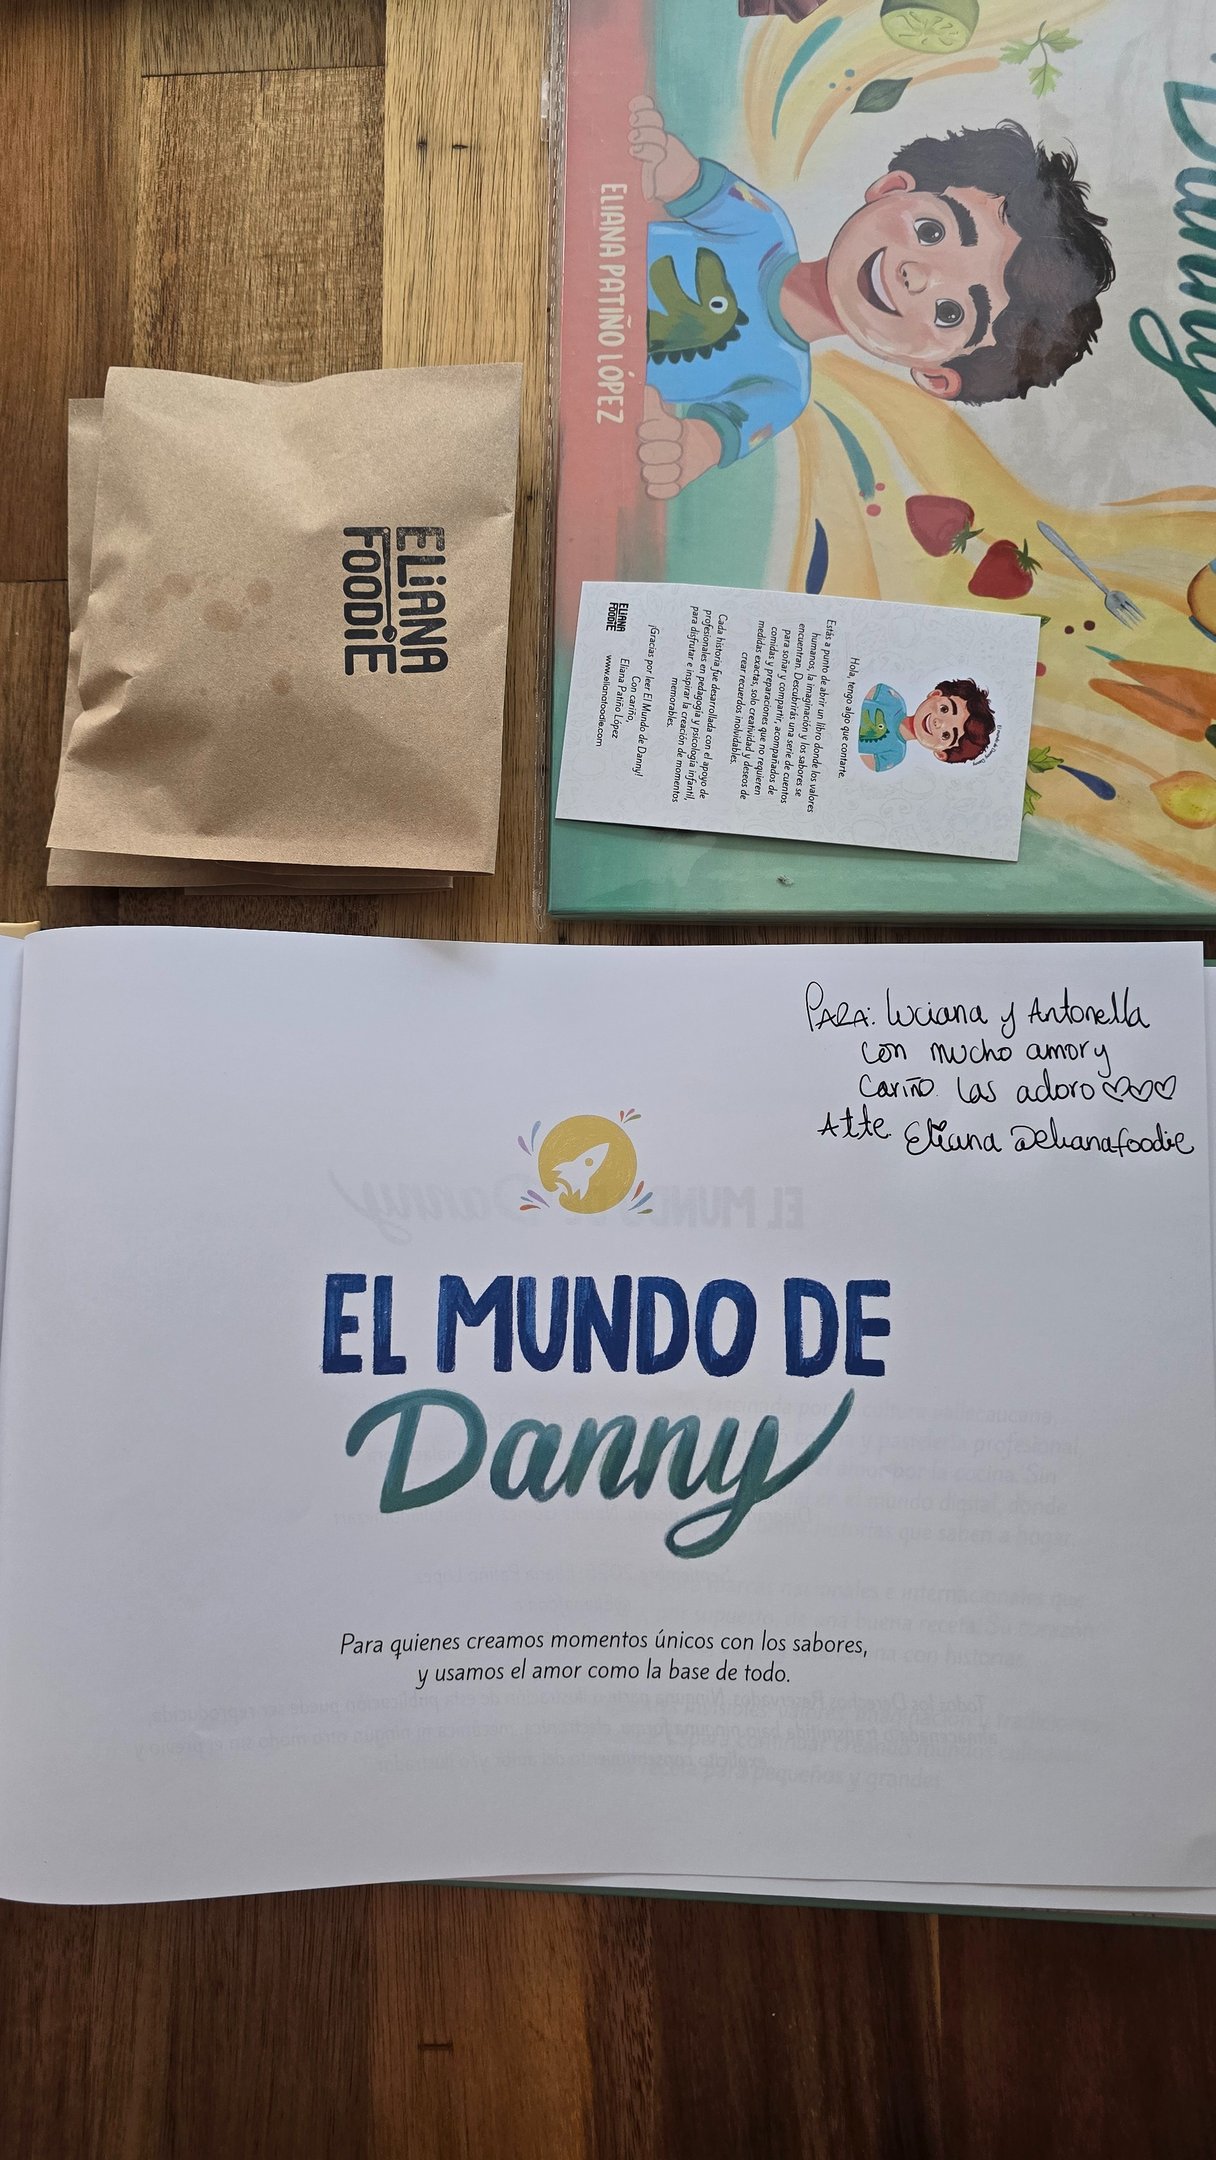 Danny
ELIANA PATIÑO LÓPEZ
ELIANA
FOODIE
Hola, tengo algo que contarte.
Estás a punto de abrir un libro donde los valores
humanos, la imaginación y los sabores se
encuentran. Descubrirás una serie de cuentos
para soñar y compartir, acompañados de
comidas y preparaciones que no requieren
medidas exactas, solo creatividad y deseos de
crear recuerdos inolvidables.
Cada historia fue desarrollada con el apoyo de
profesionales en pedagogía y psicología infantil,
para disfrutar e inspirar la creación de momentos
memorables.
¡Gracias por leer El Mundo de Danny!
Con cariño,
Eliana Patiño López
www.elianafoodie.com
ELIANA
FOODIE
PARA: Luciana y Antonella
con mucho amor y
cariño. Las adoro ♡♡♡
Atte. Eliana @elianafoodie
EL MUNDO DE
Danny
Para quienes creamos momentos únicos con los sabores,
y usamos el amor como la base de todo.